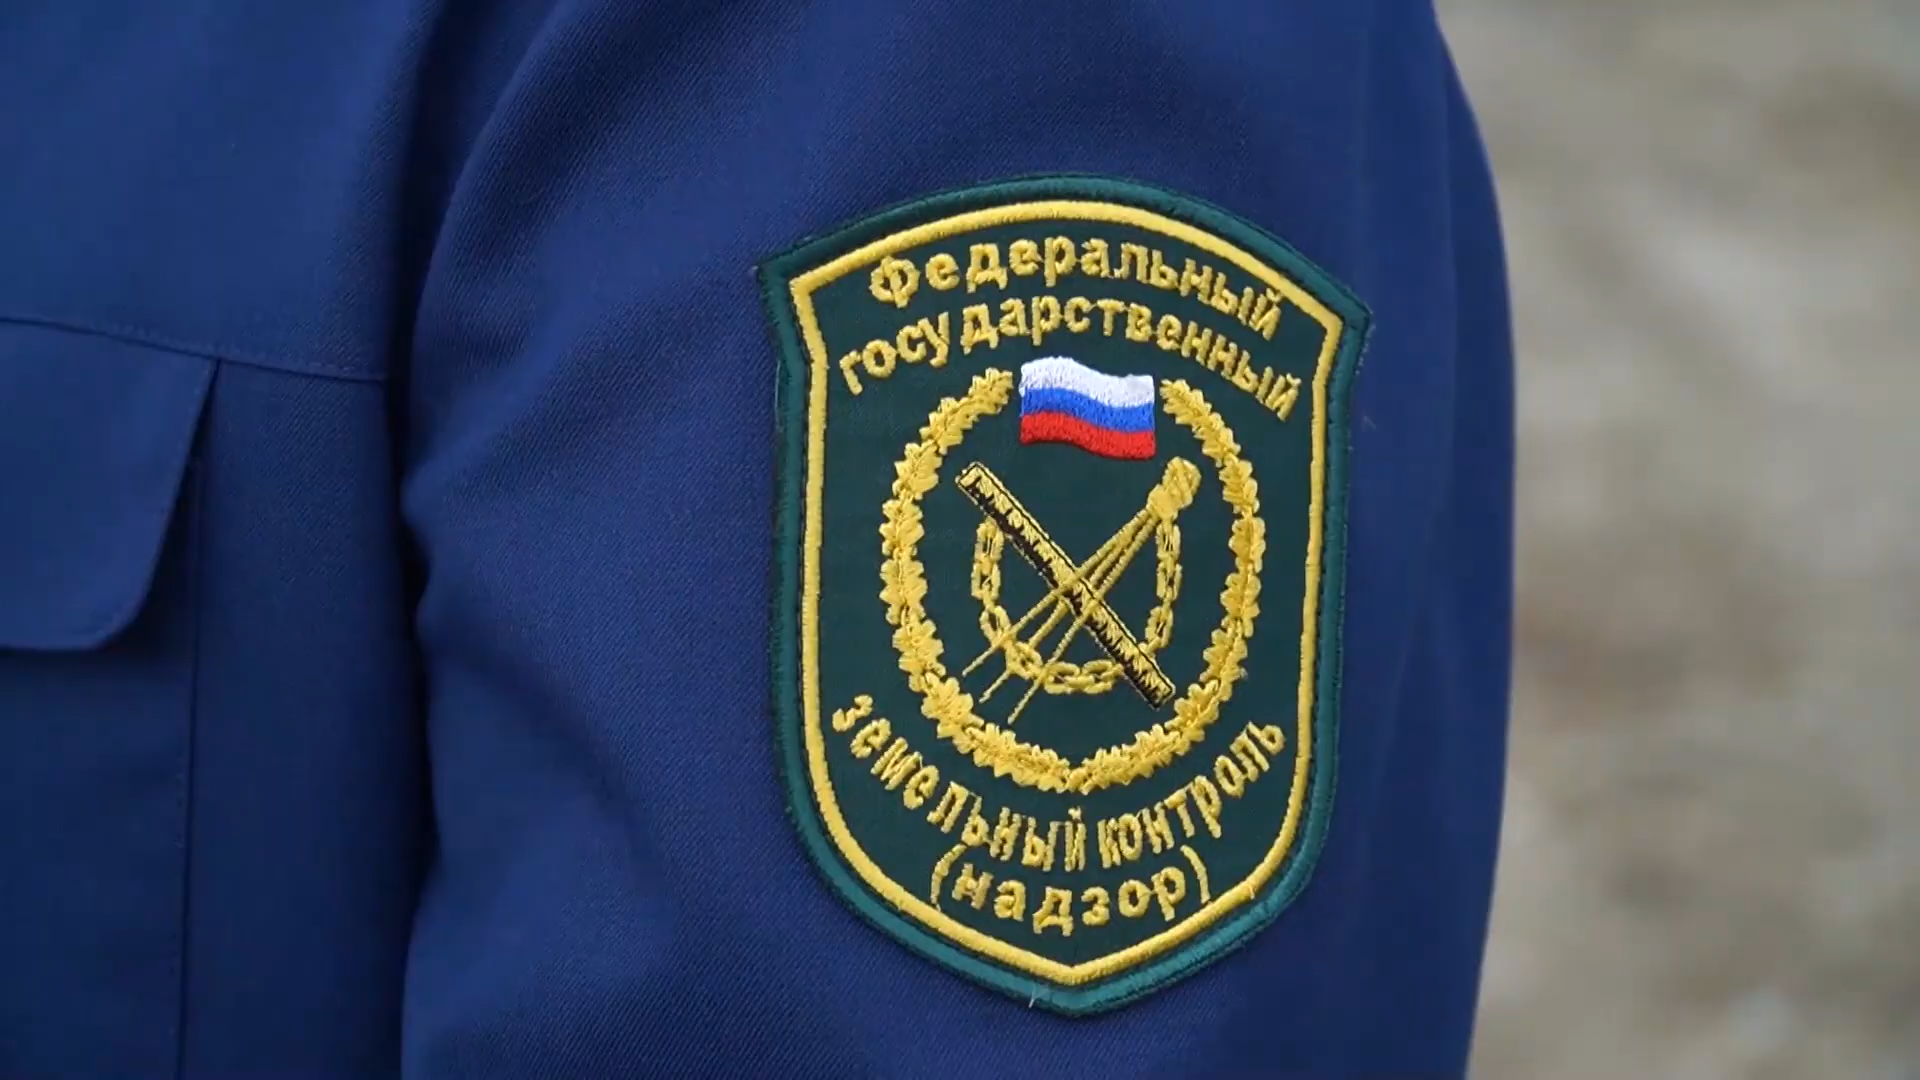 Федеральный
государственный
земельный контроль
(надзор)